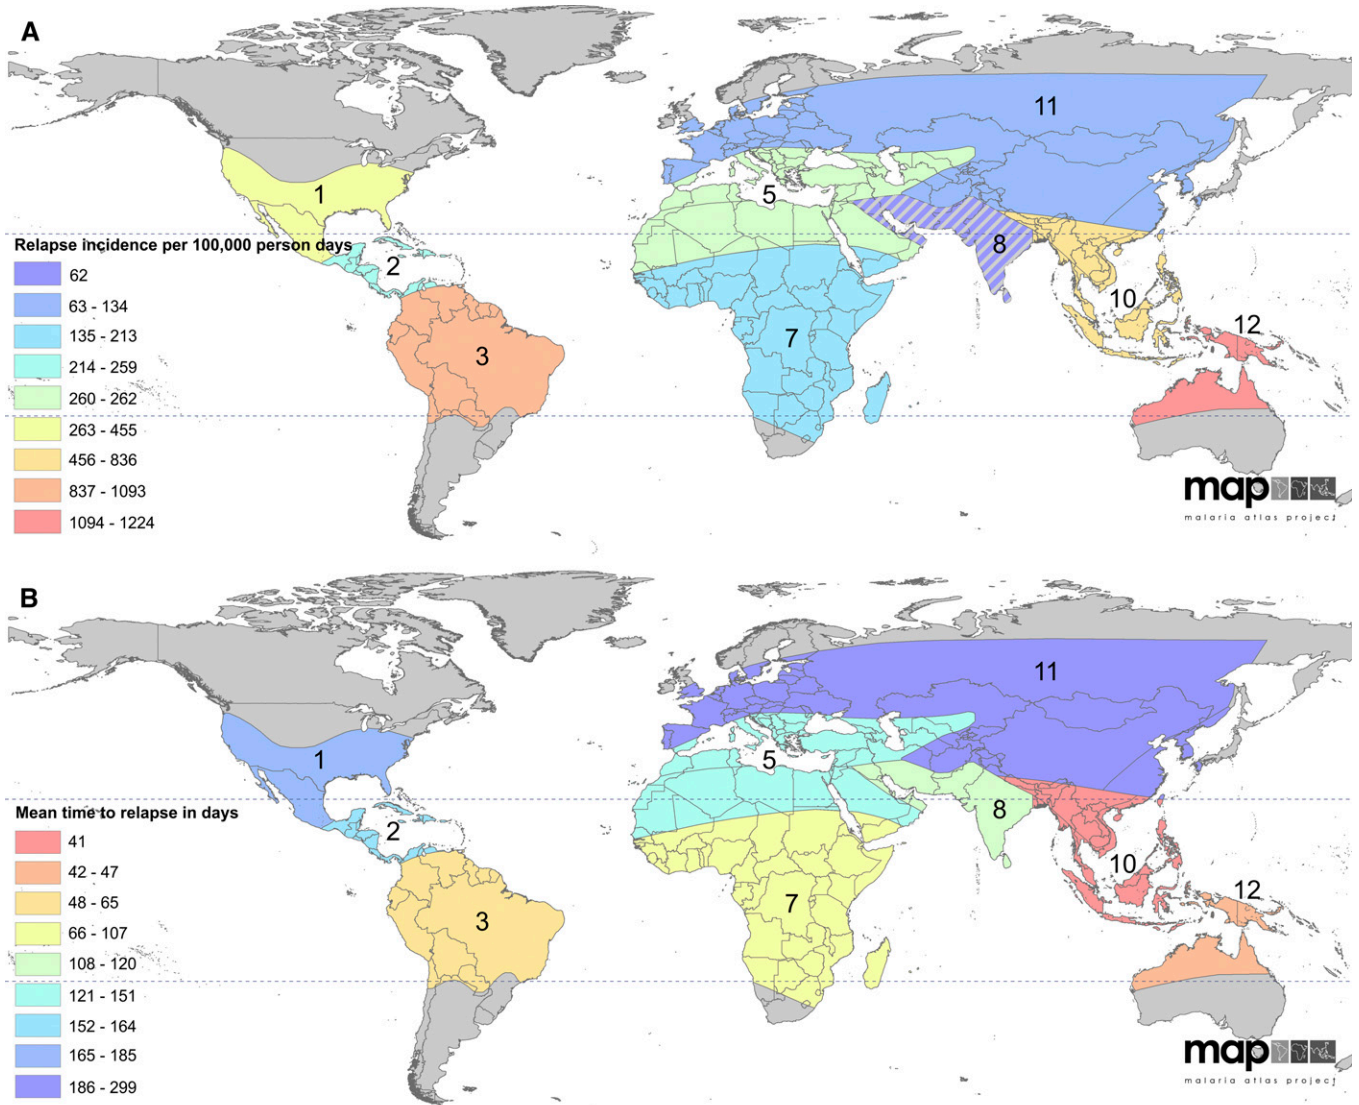 A
11
1
5
Relapse incidence per 100,000 person days
2
8
62
63 - 134
10
135 - 213
12
7
214 - 259
3
260 - 262
263 - 455
456 - 836
837 - 1093
map
1094 - 1224
malaria atlas project
B
11
1
5
Mean time to relapse in days
2
8
41
42 - 47
10
48 - 65
12
7
66 - 107
3
108 - 120
121 - 151
152 - 164
165 - 185
map
186 - 299
malaria atlas project